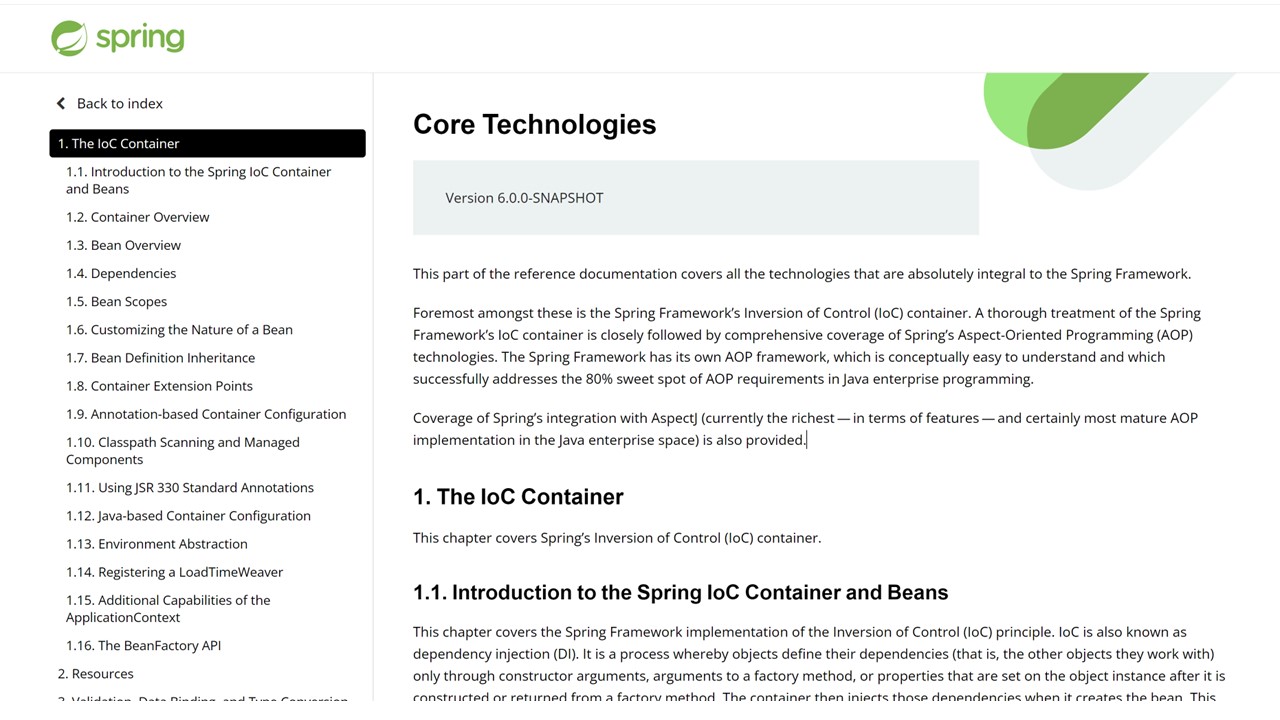 spring
Back to index
1. The IoC Container
1.1. Introduction to the Spring IoC Container
and Beans
1.2. Container Overview
1.3. Bean Overview
1.4. Dependencies
1.5. Bean Scopes
1.6. Customizing the Nature of a Bean
1.7. Bean Definition Inheritance
1.8. Container Extension Points
1.9. Annotation-based Container Configuration
1.10. Classpath Scanning and Managed
Components
1.11. Using JSR 330 Standard Annotations
1.12. Java-based Container Configuration
1.13. Environment Abstraction
1.14. Registering a LoadTimeWeaver
1.15. Additional Capabilities of the
ApplicationContext
1.16. The BeanFactory API
2. Resources
3. Validation, Data Binding, and Type Conversion
Core Technologies
Version 6.0.0-SNAPSHOT
This part of the reference documentation covers all the technologies that are absolutely integral to the Spring Framework.
Foremost amongst these is the Spring Framework’s Inversion of Control (IoC) container. A thorough treatment of the Spring
Framework’s IoC container is closely followed by comprehensive coverage of Spring’s Aspect-Oriented Programming (AOP)
technologies. The Spring Framework has its own AOP framework, which is conceptually easy to understand and which
successfully addresses the 80% sweet spot of AOP requirements in Java enterprise programming.
Coverage of Spring’s integration with AspectJ (currently the richest — in terms of features — and certainly most mature AOP
implementation in the Java enterprise space) is also provided.
1. The IoC Container
This chapter covers Spring’s Inversion of Control (IoC) container.
1.1. Introduction to the Spring IoC Container and Beans
This chapter covers the Spring Framework implementation of the Inversion of Control (IoC) principle. IoC is also known as
dependency injection (DI). It is a process whereby objects define their dependencies (that is, the other objects they work with)
only through constructor arguments, arguments to a factory method, or properties that are set on the object instance after it is
constructed or returned from a factory method. The container then injects those dependencies when it creates the bean. This